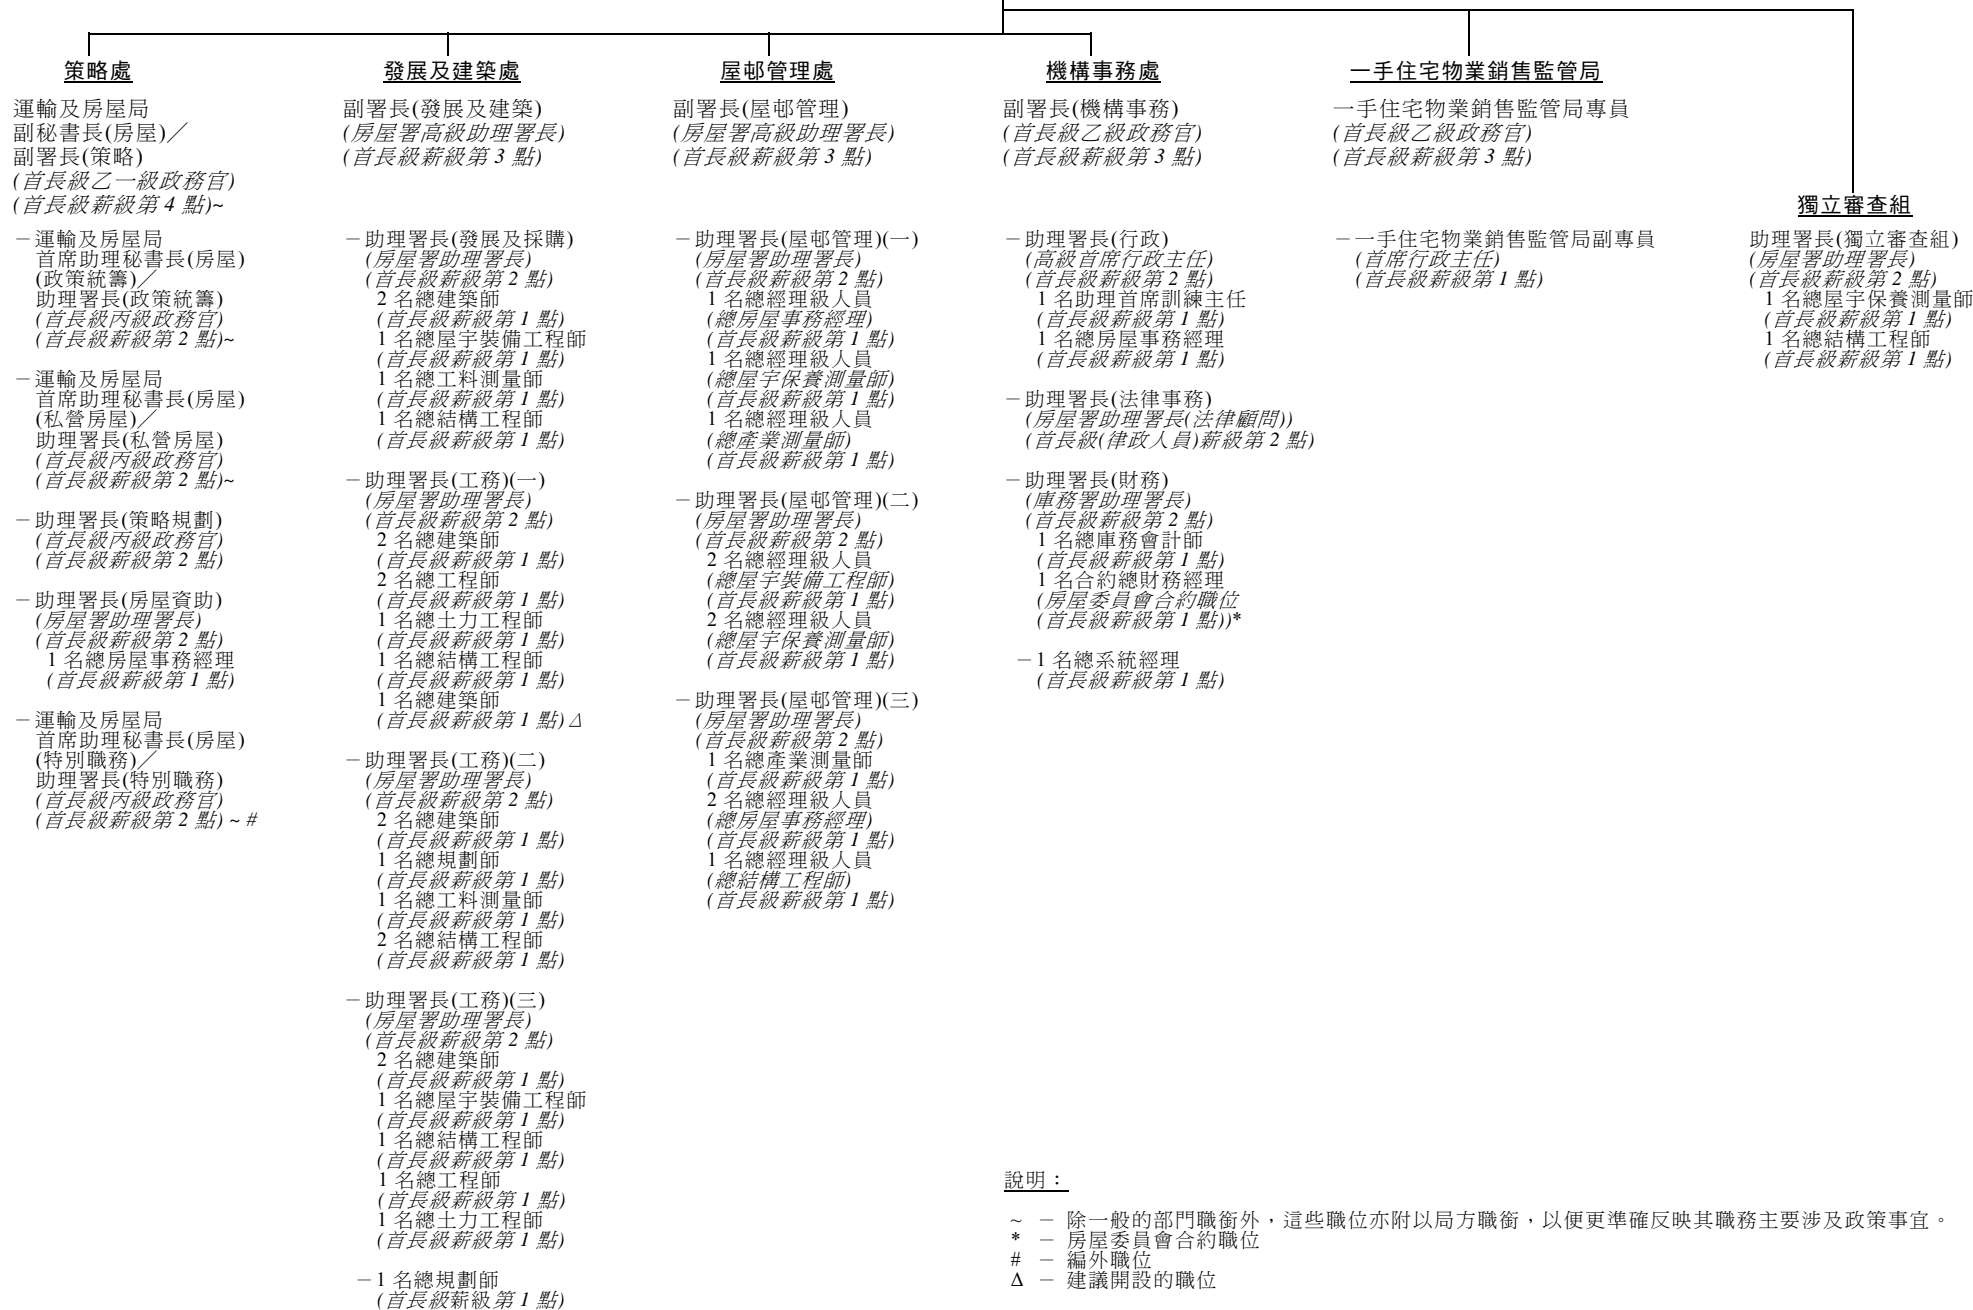 策略處
運輸及房屋局
副秘書長(房屋)／
副署長(策略)
(首長級乙一級政務官)
(首長級薪級第 4 點)~
－運輸及房屋局
首席助理秘書長(房屋)
(政策統籌)／
助理署長(政策統籌)
(首長級丙級政務官)
(首長級薪級第 2 點)~
－運輸及房屋局
首席助理秘書長(房屋)
(私營房屋)／
助理署長(私營房屋)
(首長級丙級政務官)
(首長級薪級第 2 點)~
－助理署長(策略規劃)
(首長級丙級政務官)
(首長級薪級第 2 點)
－助理署長(房屋資助)
(房屋署助理署長)
(首長級薪級第 2 點)
1 名總房屋事務經理
(首長級薪級第 1 點)
－運輸及房屋局
首席助理秘書長(房屋)
(特別職務)／
助理署長(特別職務)
(首長級丙級政務官)
(首長級薪級第 2 點) ~ #
發展及建築處
副署長(發展及建築)
(房屋署高級助理署長)
(首長級薪級第 3 點)
－助理署長(發展及採購)
(房屋署助理署長)
(首長級薪級第 2 點)
2 名總建築師
(首長級薪級第 1 點)
1 名總屋宇裝備工程師
(首長級薪級第 1 點)
1 名總工料測量師
(首長級薪級第 1 點)
1 名總結構工程師
(首長級薪級第 1 點)
－助理署長(工務)(一)
(房屋署助理署長)
(首長級薪級第 2 點)
2 名總建築師
(首長級薪級第 1 點)
2 名總工程師
(首長級薪級第 1 點)
1 名總土力工程師
(首長級薪級第 1 點)
1 名總結構工程師
(首長級薪級第 1 點)
1 名總建築師
(首長級薪級第 1 點) Δ
－助理署長(工務)(二)
(房屋署助理署長)
(首長級薪級第 2 點)
2 名總建築師
(首長級薪級第 1 點)
1 名總規劃師
(首長級薪級第 1 點)
1 名總工料測量師
(首長級薪級第 1 點)
2 名總結構工程師
(首長級薪級第 1 點)
－助理署長(工務)(三)
(房屋署助理署長)
(首長級薪級第 2 點)
2 名總建築師
(首長級薪級第 1 點)
1 名總屋宇裝備工程師
(首長級薪級第 1 點)
1 名總結構工程師
(首長級薪級第 1 點)
1 名總工程師
(首長級薪級第 1 點)
1 名總土力工程師
(首長級薪級第 1 點)
－1 名總規劃師
(首長級薪級第 1 點)
屋邨管理處
副署長(屋邨管理)
(房屋署高級助理署長)
(首長級薪級第 3 點)
－助理署長(屋邨管理)(一)
(房屋署助理署長)
(首長級薪級第 2 點)
1 名總經理級人員
(總房屋事務經理)
(首長級薪級第 1 點)
1 名總經理級人員
(總屋宇保養測量師)
(首長級薪級第 1 點)
1 名總經理級人員
(總產業測量師)
(首長級薪級第 1 點)
－助理署長(屋邨管理)(二)
(房屋署助理署長)
(首長級薪級第 2 點)
2 名總經理級人員
(總屋宇裝備工程師)
(首長級薪級第 1 點)
2 名總經理級人員
(總屋宇保養測量師)
(首長級薪級第 1 點)
－助理署長(屋邨管理)(三)
(房屋署助理署長)
(首長級薪級第 2 點)
1 名總產業測量師
(首長級薪級第 1 點)
2 名總經理級人員
(總房屋事務經理)
(首長級薪級第 1 點)
1 名總經理級人員
(總結構工程師)
(首長級薪級第 1 點)
機構事務處
副署長(機構事務)
(首長級乙級政務官)
(首長級薪級第 3 點)
－助理署長(行政)
(高級首席行政主任)
(首長級薪級第 2 點)
1 名助理首席訓練主任
(首長級薪級第 1 點)
1 名總房屋事務經理
(首長級薪級第 1 點)
－助理署長(法律事務)
(房屋署助理署長(法律顧問))
(首長級(律政人員)薪級第 2 點)
－助理署長(財務)
(庫務署助理署長)
(首長級薪級第 2 點)
1 名總庫務會計師
(首長級薪級第 1 點)
1 名合約總財務經理
(房屋委員會合約職位
(首長級薪級第 1 點))*
－1 名總系統經理
(首長級薪級第 1 點)
一手住宅物業銷售監管局
一手住宅物業銷售監管局專員
(首長級乙級政務官)
(首長級薪級第 3 點)
－一手住宅物業銷售監管局副專員
(首席行政主任)
(首長級薪級第 1 點)
獨立審查組
助理署長(獨立審查組)
(房屋署助理署長)
(首長級薪級第 2 點)
1 名總屋宇保養測量師
(首長級薪級第 1 點)
1 名總結構工程師
(首長級薪級第 1 點)
說明：
~ － 除一般的部門職銜外，這些職位亦附以局方職銜，以便更準確反映其職務主要涉及政策事宜。
* － 房屋委員會合約職位
# － 編外職位
Δ － 建議開設的職位